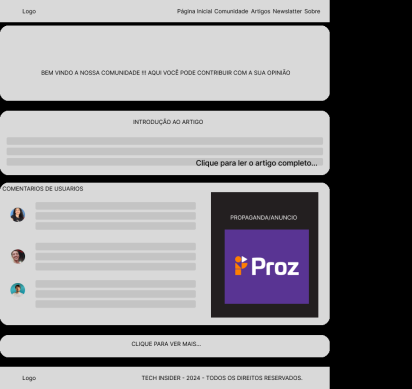 Logo Página Inicial Comunidade Artigos Newslatter Sobre
BEM VINDO A NOSSA COMUNIDADE !!! AQUI VOCÊ PODE CONTRIBUIR COM A SUA OPINIÃO
INTRODUÇÃO AO ARTIGO
Clique para ler o artigo completo...
COMENTARIOS DE USUARIOS
PROPAGANDA/ANUNCIO
Proz
CLIQUE PARA VER MAIS...
Logo TECH INSIDER - 2024 - TODOS OS DIREITOS RESERVADOS.